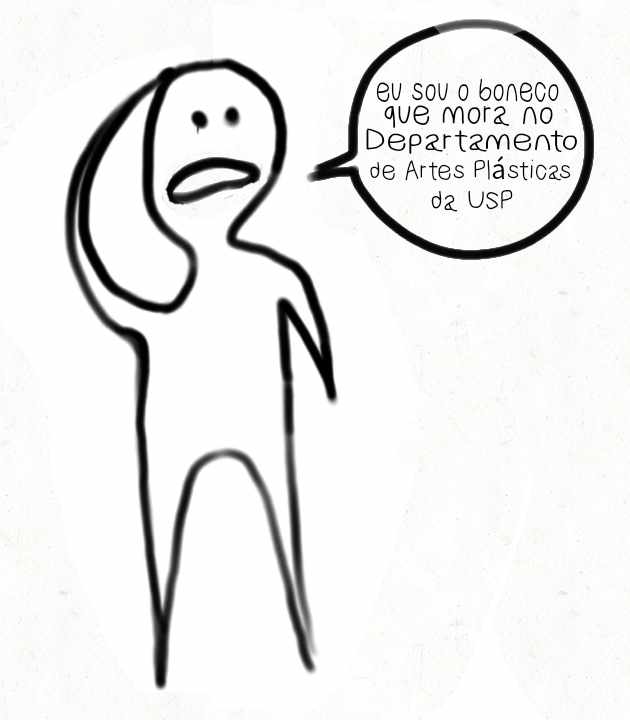 eu sou o boneco
que mora no
Departamento
de Artes Plásticas
da USP